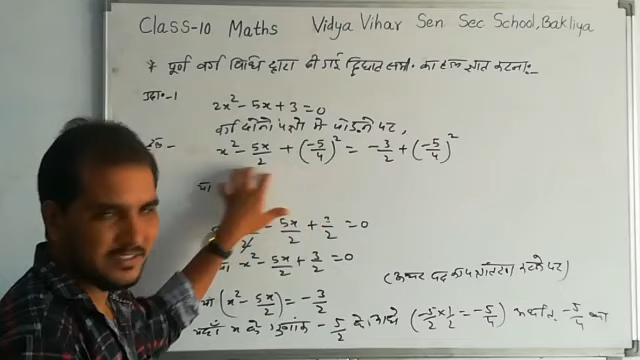 Class-10 Maths Vidya Vihar Sen Sec School, Bakliya
* पूर्ण वर्ग विधि द्वारा दी गई द्विघात समी. का हल ज्ञात करना:-
उदा.-1
2x² - 5x + 3 = 0
वर्ग दोनों पक्षों में जोड़ने पर,
हल- x² - 5x/2 + (-5/4)² = -3/2 + (-5/4)²
या
- 5x/2 + 3/2 = 0
या x² - 5x/2 + 3/2 = 0
(अचर पद का पक्षांतरण करने पर)
या (x² - 5x/2) = -3/2
यहाँ x के गुणांक -5/2 के आधे (-5/2 × 1/2 = -5/4) अर्थात -5/4 का